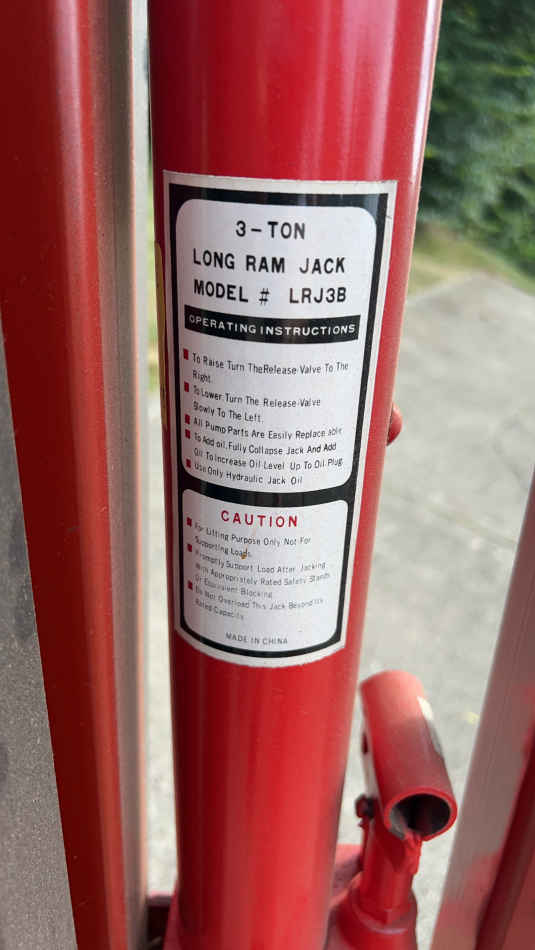 3-TON
LONG RAM JACK
MODEL # LRJ3B
OPERATING INSTRUCTIONS
To Raise Turn TheRelease-Valve To The
Right.
To Lower Turn The Release-Valve
Slowly To The Left.
All Pump Parts Are Easily Replace able
To Add oil, Fully Collapse Jack And Add
Oil To Increase Oil Level Up To Oil Plug
Use Only Hydraulic Jack Oil
CAUTION
For Lifting Purpose Only Not For
Supporting Loads.
Promptly Support Load After Jacking
With Appropriately Rated Safety Stands
Or Equivalent Blocking
Do Not Overload This Jack Beyond Its
Rated Capacity
MADE IN CHINA